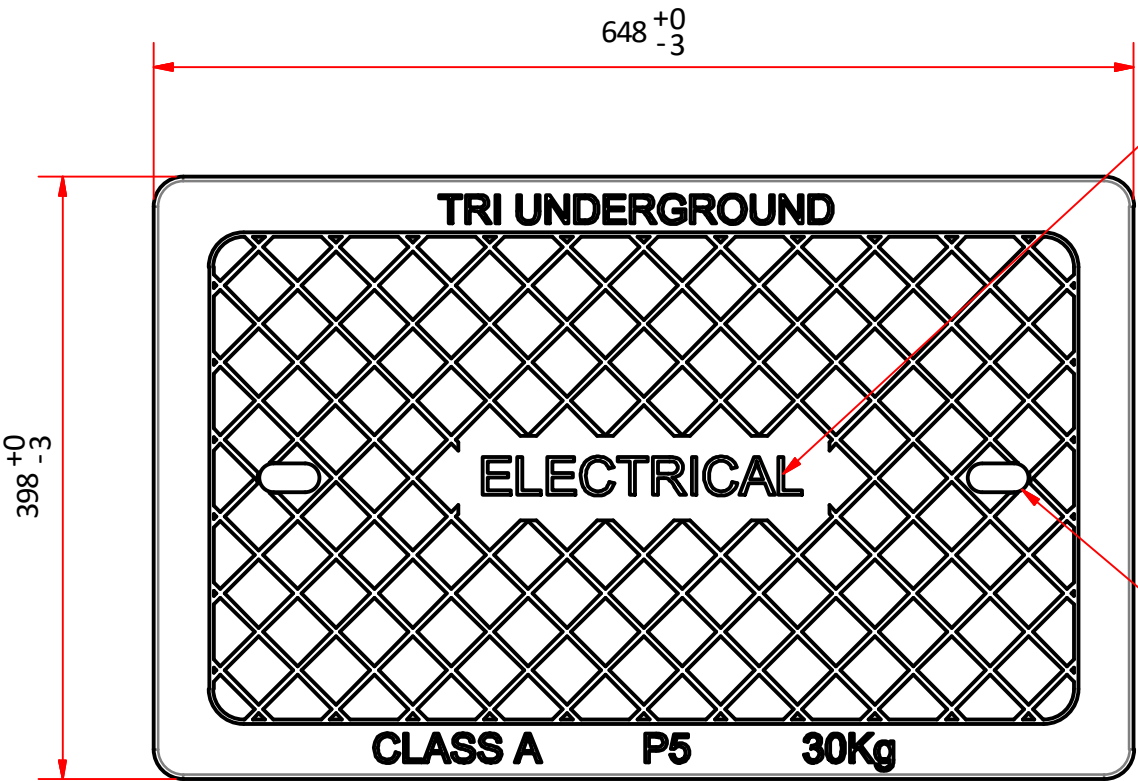 648 +0
-3
TRI UNDERGROUND
398 +0
-3
ELECTRICAL
CLASS A P5 30Kg